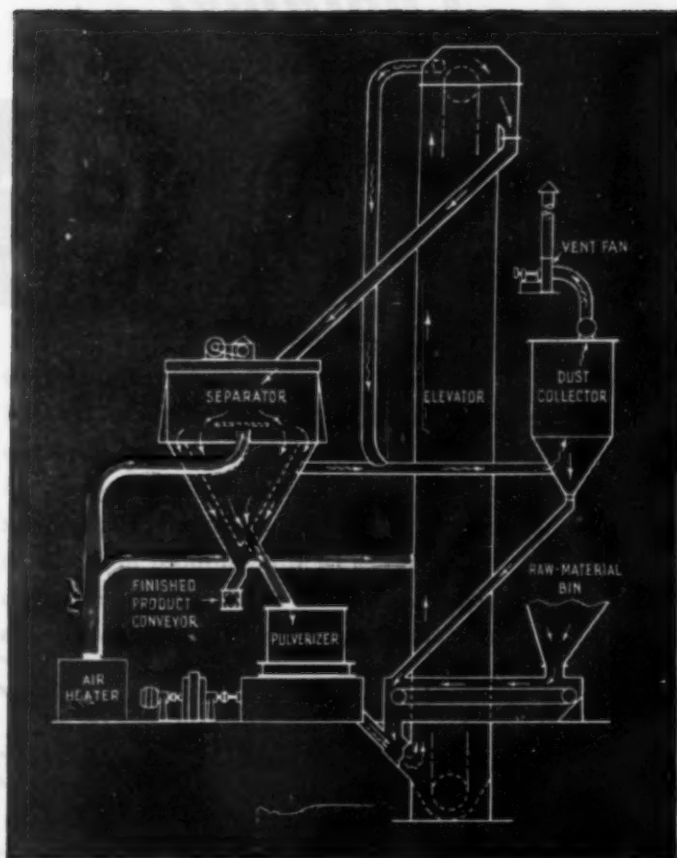 VENT FAN
DUST
COLLECTOR
SEPARATOR
ELEVATOR
RAW-MATERIAL
BIN
FINISHED
PRODUCT
CONVEYOR
PULVERIZER
AIR
HEATER